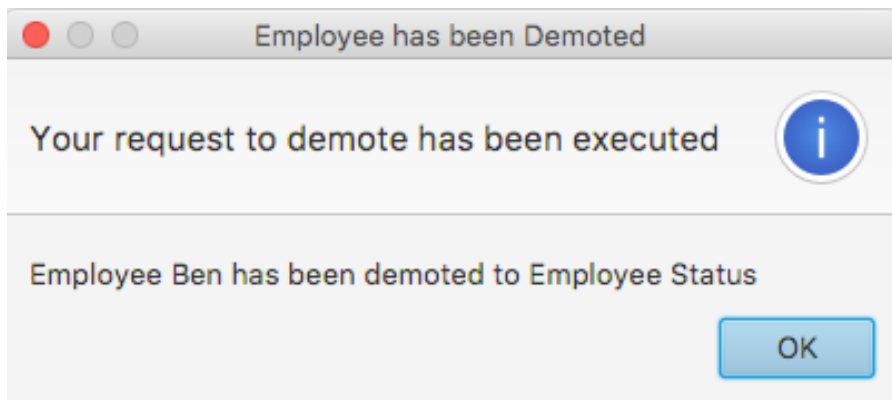 Employee has been Demoted
Your request to demote has been executed
i
Employee Ben has been demoted to Employee Status
OK